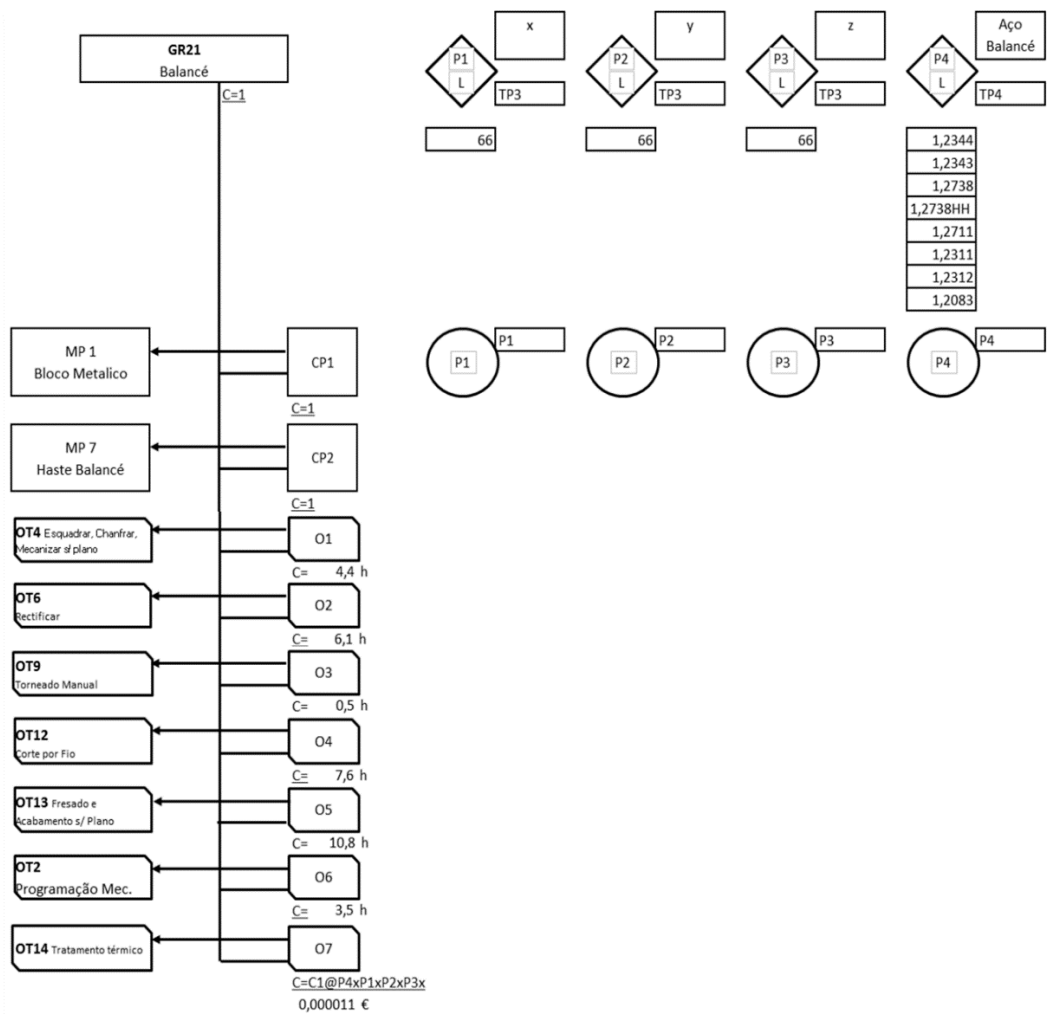 GR21
Balancé
C=1
x
P1
L
TP3
66
y
P2
L
TP3
66
z
P3
L
TP3
66
Aço
Balancé
P4
L
TP4
1,2344
1,2343
1,2738
1,2738HH
1,2711
1,2311
1,2312
1,2083
MP 1
Bloco Metalico
CP1
C=1
P1
P1
P2
P2
P3
P3
P4
P4
MP 7
Haste Balancé
CP2
C=1
OT4 Esquadrar, Chanfrar,
Mecanizar s/ plano
O1
C= 4,4 h
OT6
Rectificar
O2
C= 6,1 h
OT9
Torneado Manual
O3
C= 0,5 h
OT12
Corte por Fio
O4
C= 7,6 h
OT13 Fresado e
Acabamento s/ Plano
O5
C= 10,8 h
OT2
Programação Mec.
O6
C= 3,5 h
OT14 Tratamento térmico
O7
C=C1@P4xP1xP2xP3x
0,000011 €